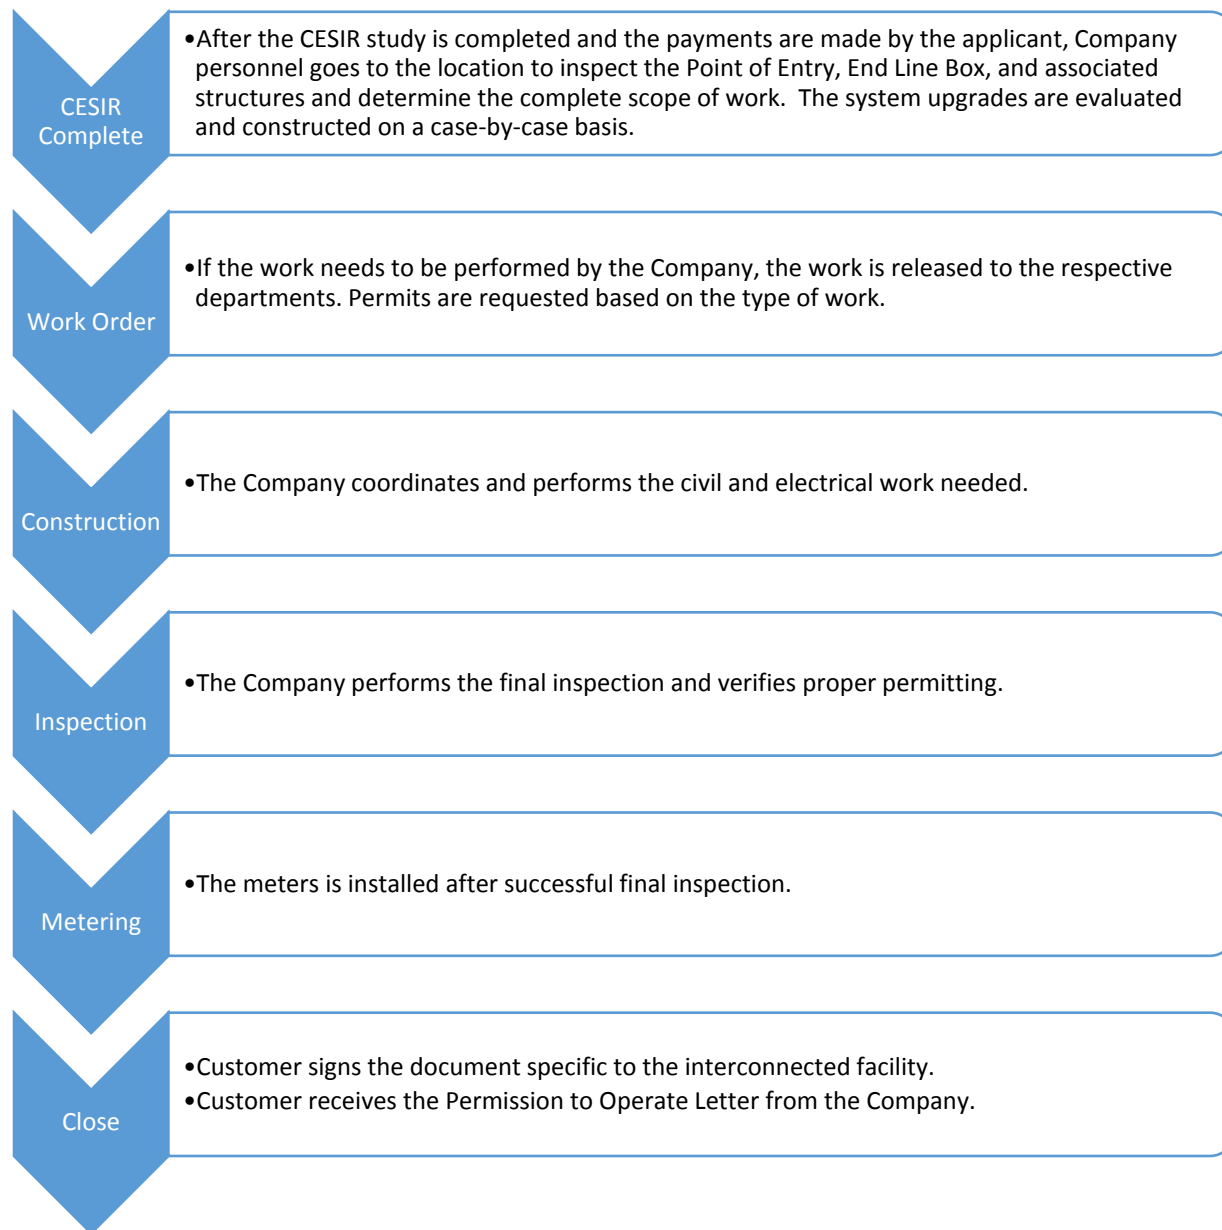 CESIR
Complete
•After the CESIR study is completed and the payments are made by the applicant, Company
personnel goes to the location to inspect the Point of Entry, End Line Box, and associated
structures and determine the complete scope of work.  The system upgrades are evaluated
and constructed on a case-by-case basis.
Work Order
•If the work needs to be performed by the Company, the work is released to the respective
departments. Permits are requested based on the type of work.
Construction
•The Company coordinates and performs the civil and electrical work needed.
Inspection
•The Company performs the final inspection and verifies proper permitting.
Metering
•The meters is installed after successful final inspection.
Close
•Customer signs the document specific to the interconnected facility.
•Customer receives the Permission to Operate Letter from the Company.